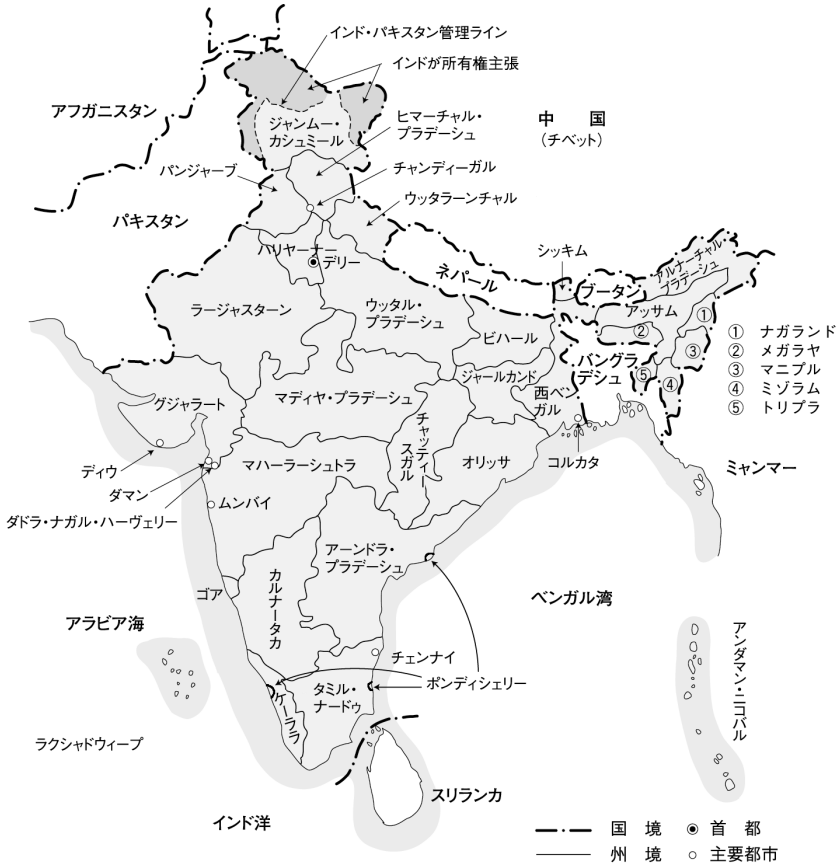 インド・パキスタン管理ライン
インドが所有権主張
アフガニスタン
ジャンムー・
カシュミール
ヒマーチャル・
プラデーシュ
中　国
（チベット）
パンジャーブ
チャンディーガル
ウッタラーンチャル
パキスタン
ハリヤーナー
デリー
ネパール
シッキム
ブータン
アルナーチャル・
プラデーシュ
ラージャスターン
ウッタル・
プラデーシュ
アッサム
ビハール
バングラ
デシュ
①
②
③
④
⑤
① ナガランド
② メガラヤ
③ マニプル
④ ミゾラム
⑤ トリプラ
ジャールカンド
西ベン
ガル
グジャラート
マディヤ・プラデーシュ
チャッティー
スガル
オリッサ
コルカタ
ミャンマー
ディウ
ダマン
ダドラ・ナガル・ハーヴェリー
マハーラーシュトラ
ムンバイ
アーンドラ・
プラデーシュ
カルナータカ
ゴア
アラビア海
ベンガル湾
アンダマン・ニコバル
チェンナイ
ポンディシェリー
タミル・
ナードゥ
ケーララ
ラクシャドウィープ
インド洋
スリランカ
国　境
首　都
州　境
主要都市